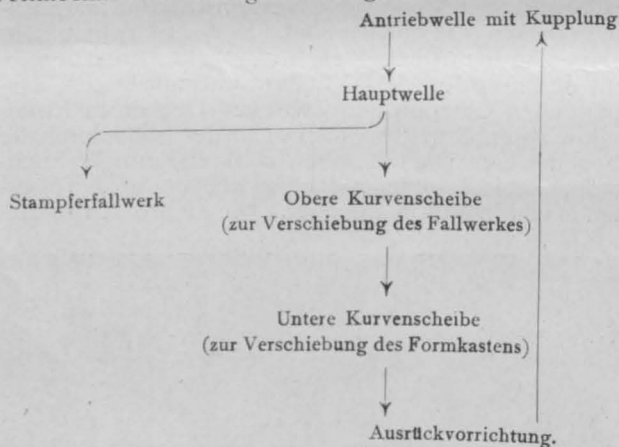 Antriebwelle mit Kupplung
Hauptwelle
Stampferfallwerk
Obere Kurvenscheibe
(zur Verschiebung des Fallwerkes)
Untere Kurvenscheibe
(zur Verschiebung des Formkastens)
Ausrückvorrichtung.